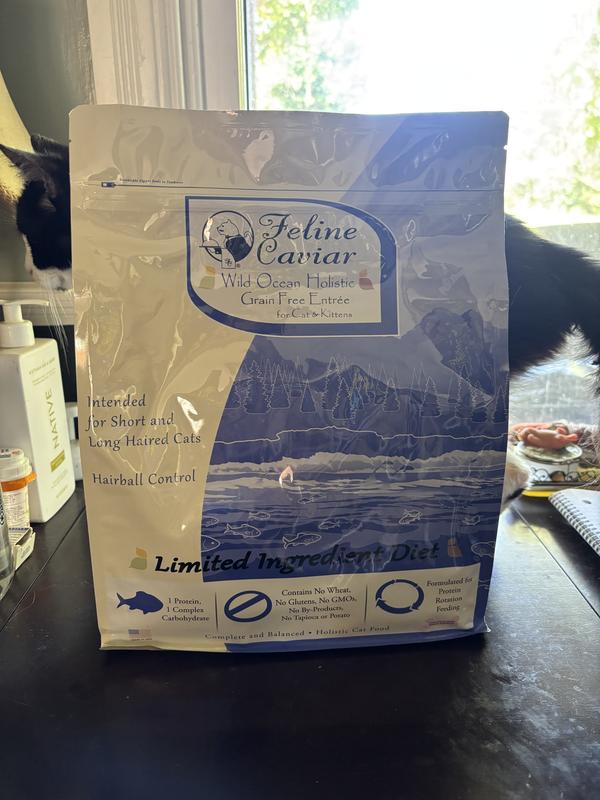 Feline
Caviar
Wild Ocean Holistic
Grain Free Entrée
for Cat & Kittens
Intended
for Short and
Long Haired Cats
Hairball Control
NATIVE
Limited Ingredient Diet
1 Protein,
1 Complex
Carbohydrate
Contains No Wheat,
No Glutens, No GMOs,
No By-Products,
No Tapioca or Potato
Formulated for
Protein
Rotation
Feeding
Complete and Balanced • Holistic Cat Food